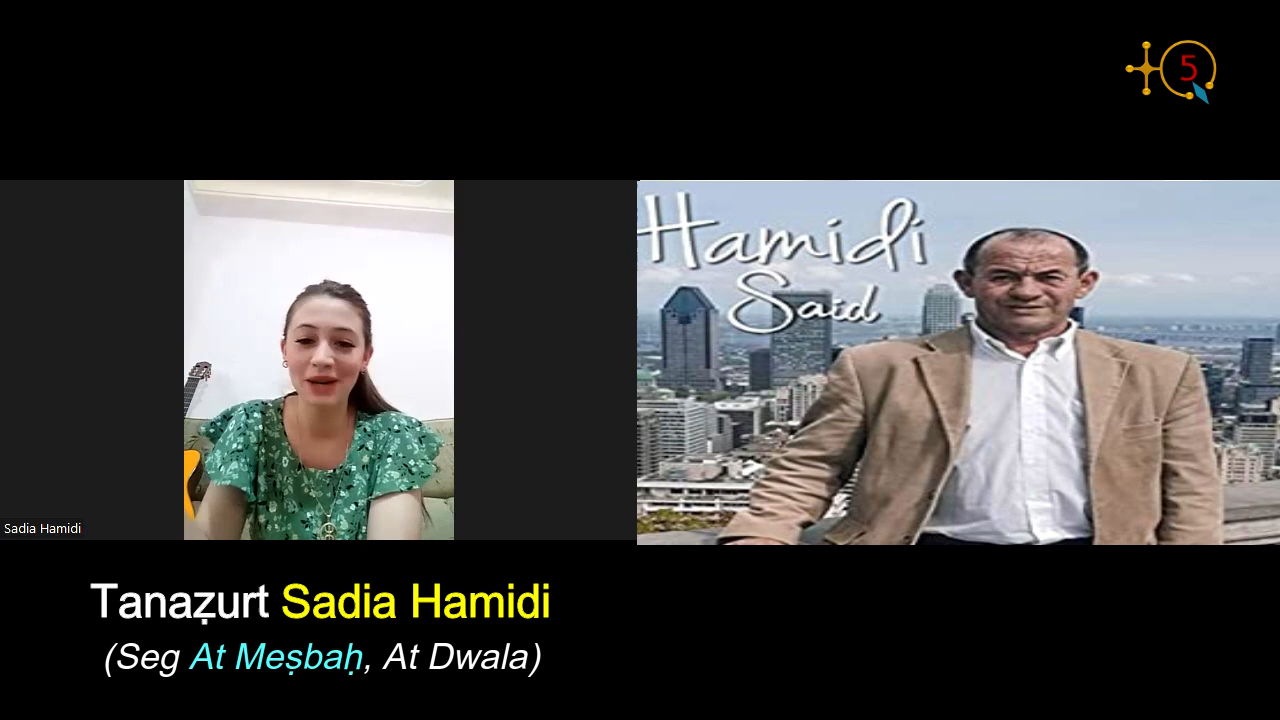 5
Hamidi
Said
Sadia Hamidi
Tanaẓurt Sadia Hamidi
(Seg At Meṣbaḥ, At Dwala)